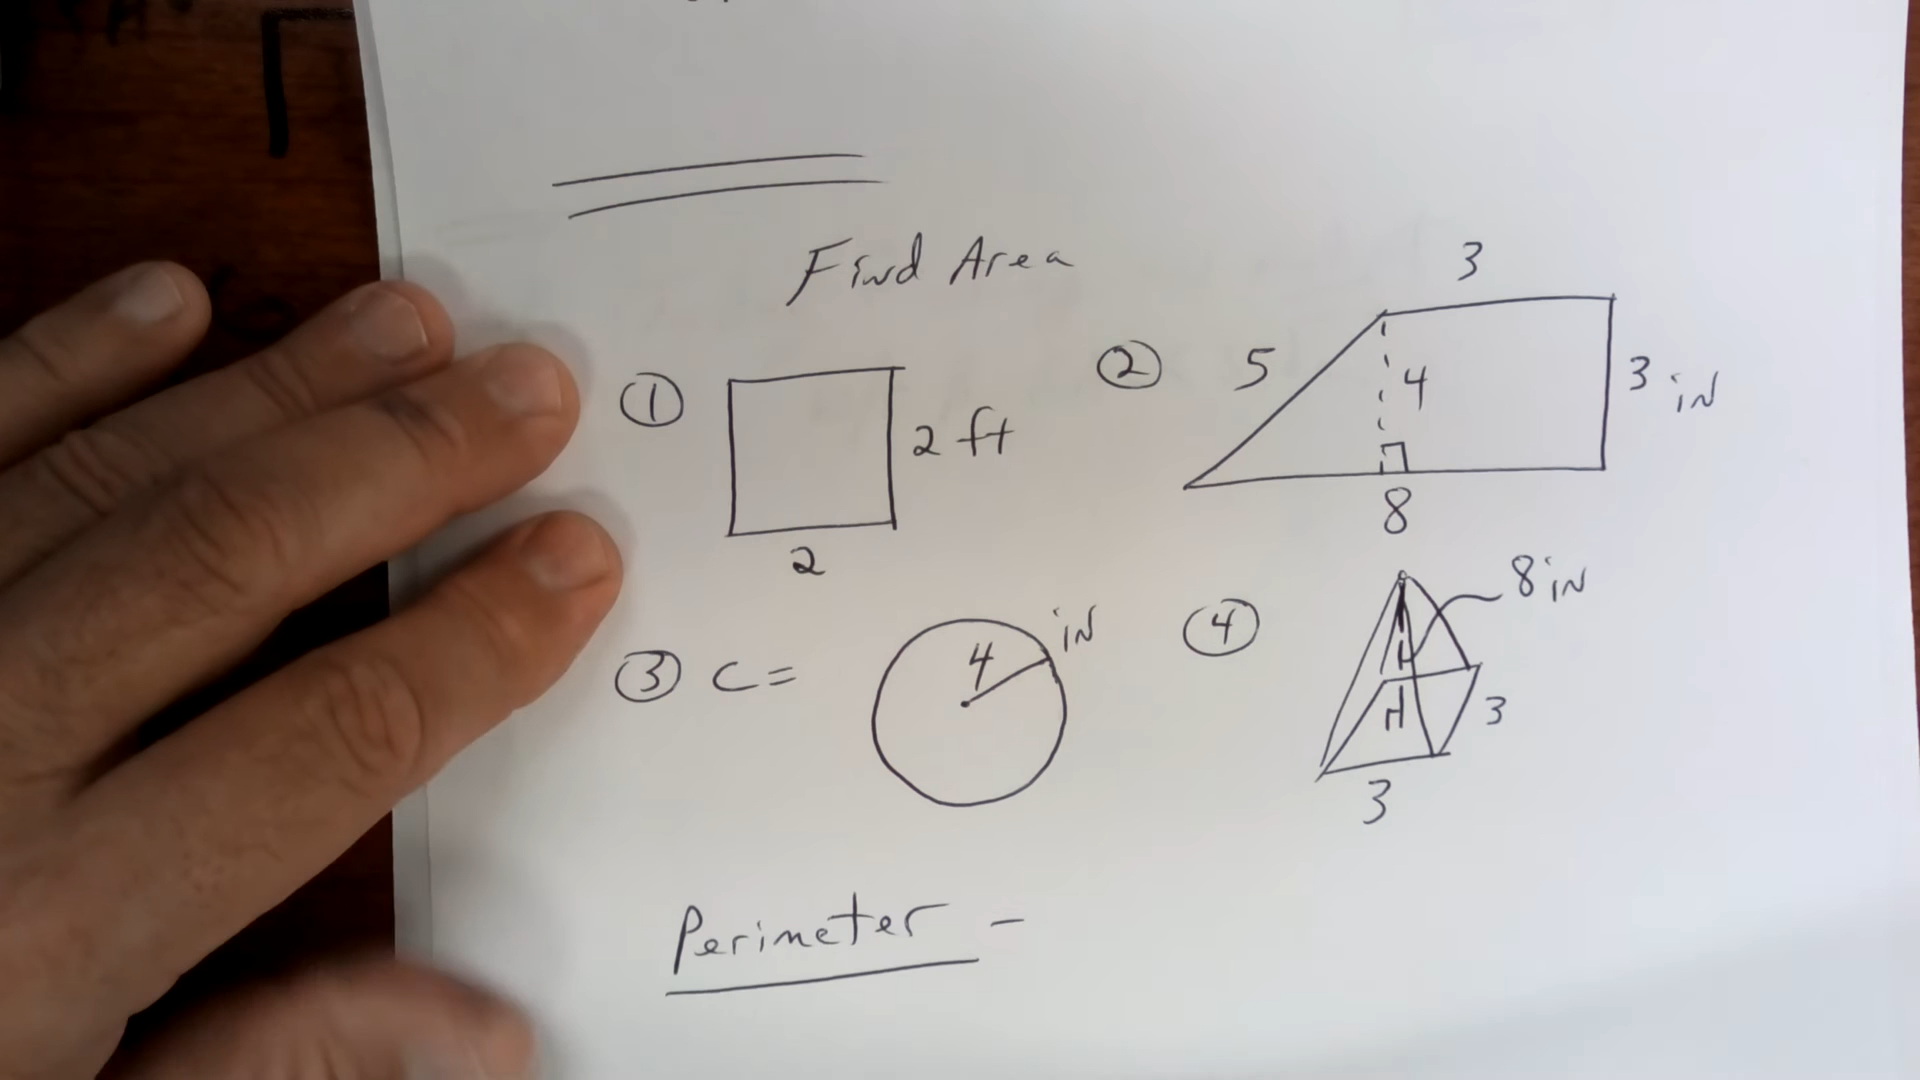 Find Area
① 2 ft
2
② 3
5
4
3 in
8
③ C = 4 in
④ 8 in
H
H
3
3
Perimeter -